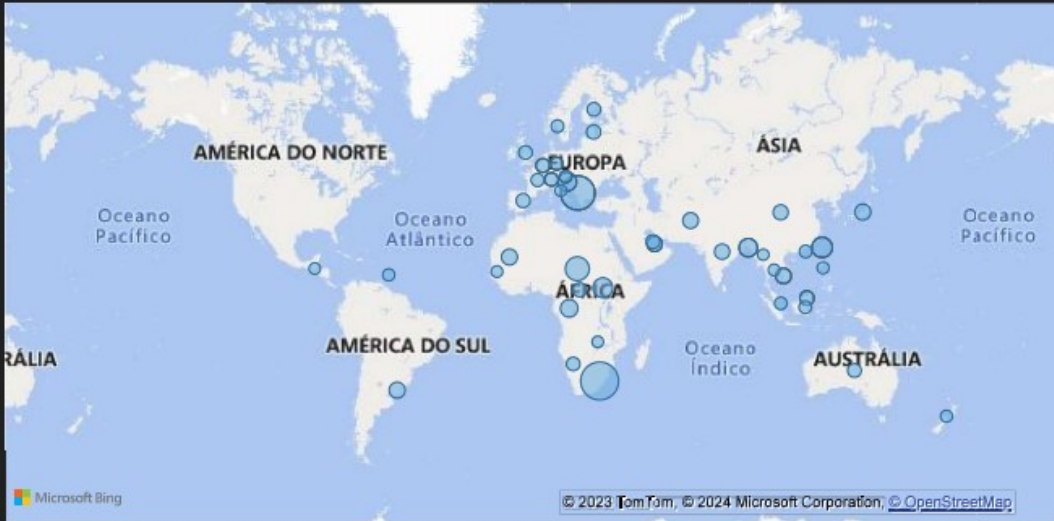 AMÉRICA DO NORTE
EUROPA
ÁSIA
Oceano
Pacífico
Oceano
Atlântico
Oceano
Pacífico
ÁFRICA
AMÉRICA DO SUL
Oceano
Índico
RÁLIA
AUSTRÁLIA
Microsoft Bing
© 2023 TomTom, © 2024 Microsoft Corporation, © OpenStreetMap